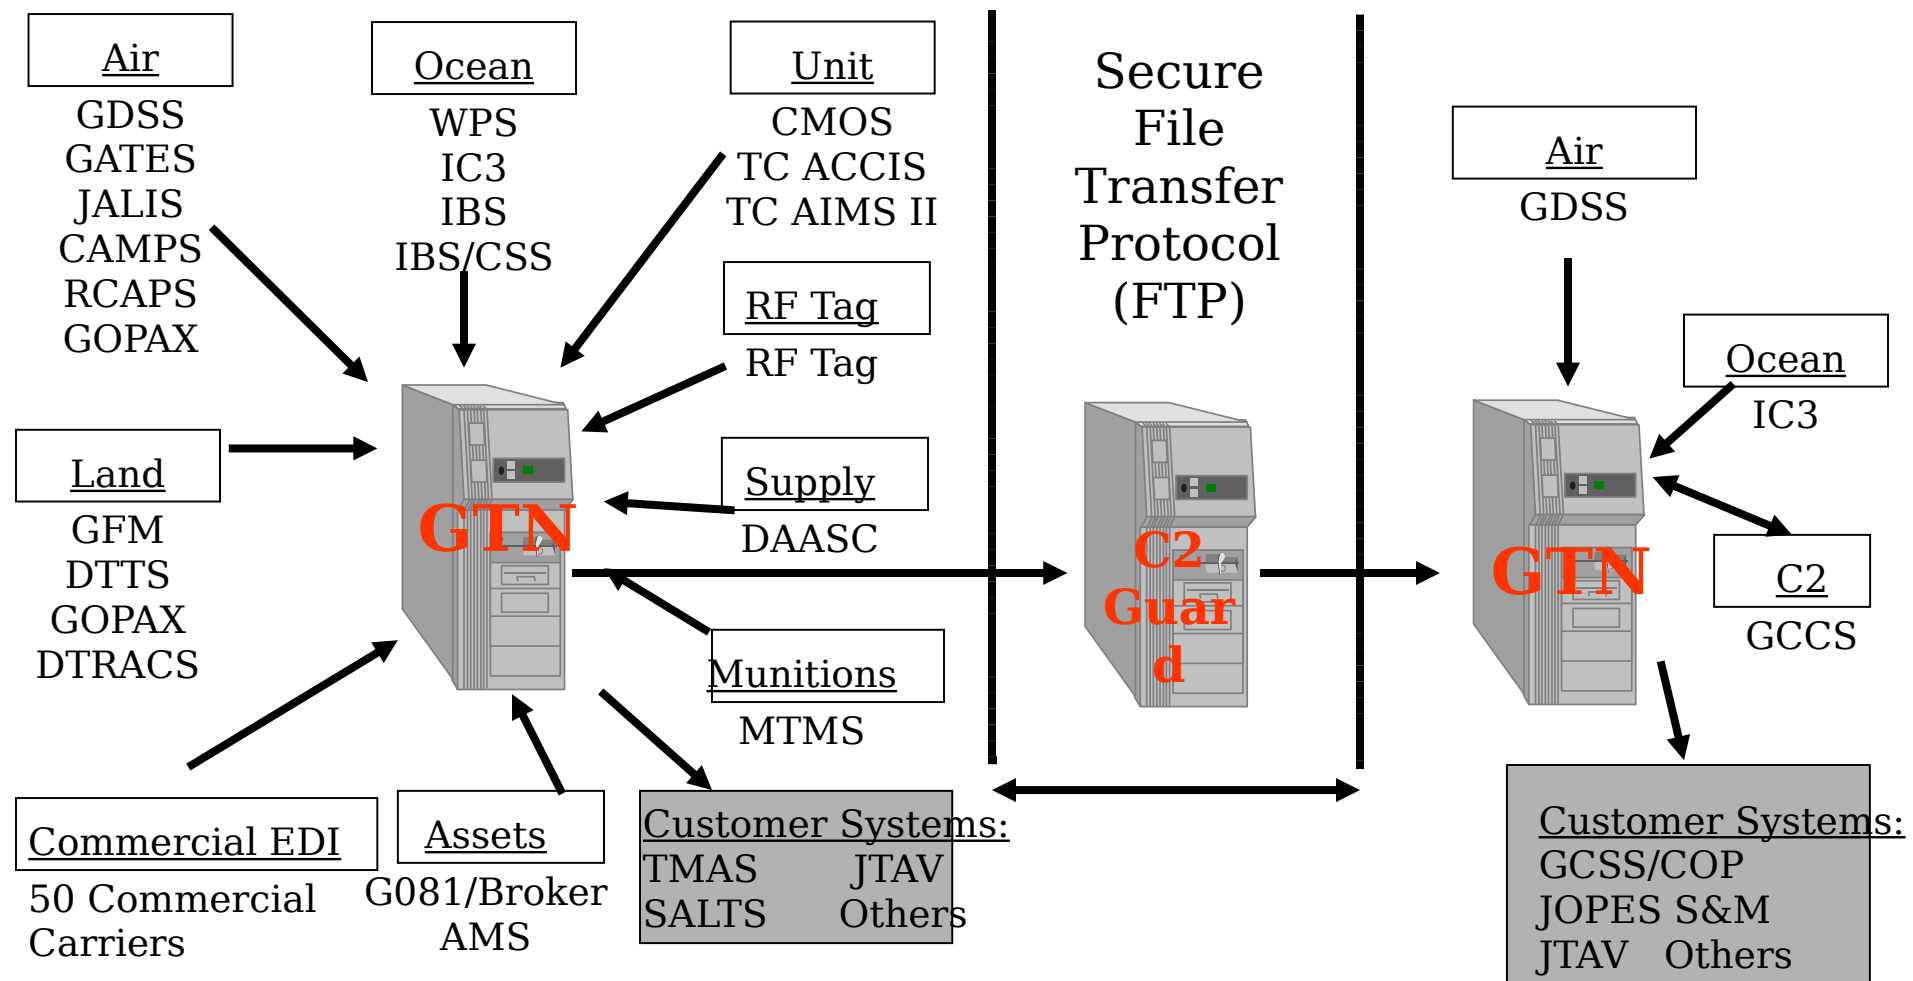 Air
GDSS
GATES
JALIS
CAMPS
RCAPS
GOPAX
Ocean
WPS
IC3
IBS
IBS/CSS
Unit
CMOS
TC ACCIS
TC AIMS II
RF Tag
RF Tag
Land
GFM
DTTS
GOPAX
DTRACS
GTN
Supply
DAASC
Munitions
MTMS
Commercial EDI
50 Commercial
Carriers
Assets
G081/Broker
AMS
Customer Systems:
TMAS JTAV
SALTS Others
Secure
File
Transfer
Protocol
(FTP)
C2
Guar
d
Air
GDSS
Ocean
IC3
GTN
C2
GCCS
Customer Systems:
GCSS/COP
JOPES S&M
JTAV Others